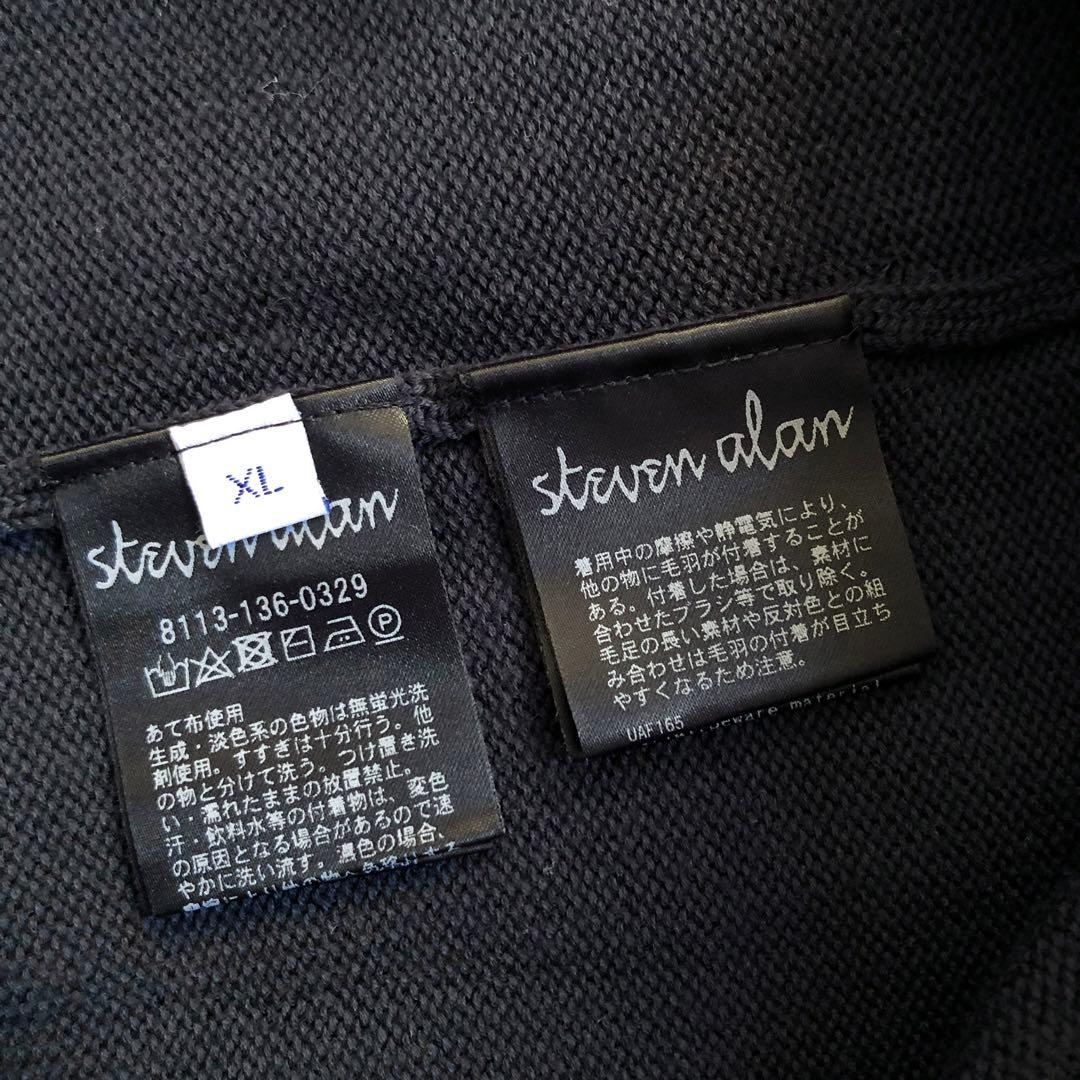 XL
steven alan
8113-136-0329
あて布使用
生成・淡色系の色物は無蛍光洗
剤使用。すすぎは十分行う。他
の物と分けて洗う。つけ置き洗
い・濡れたままの放置禁止。
汗・飲料水等の付着物は、変色
の原因となる場合があるので速
やかに洗い流す。濃色の場合、
steven alan
着用中の摩擦や静電気により、
他の物に毛羽が付着することが
ある。付着した場合は、素材に
合わせたブラシ等で取り除く。
毛足の長い素材や反対色との組
み合わせは毛羽の付着が目立ち
やすくなるため注意。
UAF165
material